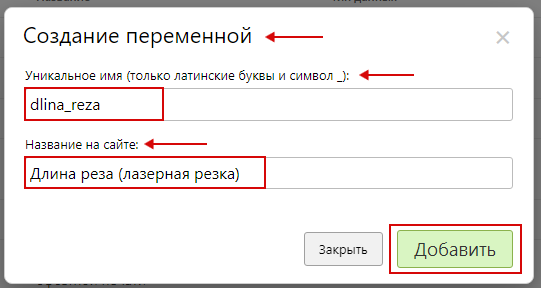 Создание переменной
×
Уникальное имя (только латинские буквы и символ _):
dlina_reza
Название на сайте:
Длина реза (лазерная резка)
Закрыть
Добавить